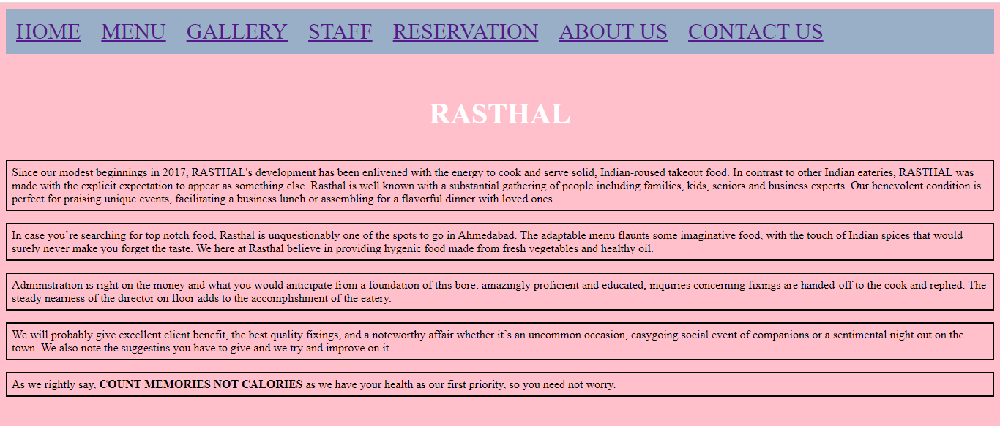 HOME MENU GALLERY STAFF RESERVATION ABOUT US CONTACT US
RASTHAL
Since our modest beginnings in 2017, RASTHAL's development has been enlivened with the energy to cook and serve solid, Indian-roused takeout food. In contrast to other Indian eateries, RASTHAL was
made with the explicit expectation to appear as something else. Rasthal is well known with a substantial gathering of people including families, kids, seniors and business experts. Our benevolent condition is
perfect for praising unique events, facilitating a business lunch or assembling for a flavorful dinner with loved ones.
In case you’re searching for top notch food, Rasthal is unquestionably one of the spots to go in Ahmedabad. The adaptable menu flaunts some imaginative food, with the touch of Indian spices that would
surely never make you forget the taste. We here at Rasthal believe in providing hygenic food made from fresh vegetables and healthy oil.
Administration is right on the money and what you would anticipate from a foundation of this bore: amazingly proficient and educated, inquiries concerning fixings are handed-off to the cook and replied. The
steady nearness of the director on floor adds to the accomplishment of the eatery.
We will probably give excellent client benefit, the best quality fixings, and a noteworthy affair whether it’s an uncommon occasion, easygoing social event of companions or a sentimental night out on the
town. We also note the suggestins you have to give and we try and improve on it
As we rightly say, COUNT MEMORIES NOT CALORIES as we have your health as our first priority, so you need not worry.